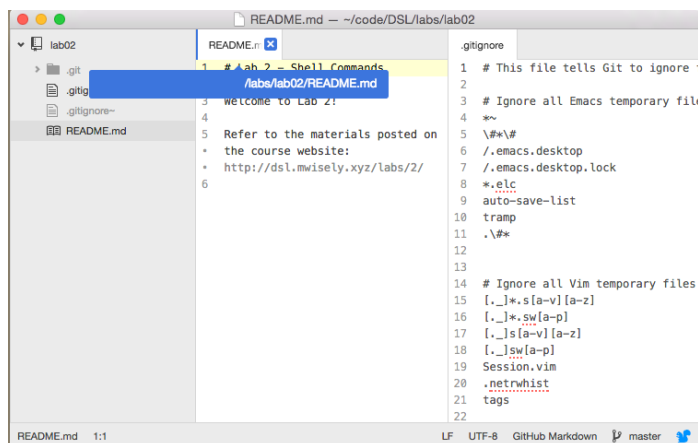 README.md — ~/code/DSL/labs/lab02
lab02
.git
.gitig
.gitignore~
README.md
README.m
1 # Lab 2 - Shell Commands
/labs/lab02/README.md
3 Welcome to Lab 2!
4
5 Refer to the materials posted on
• the course website:
• http://dsl.mwisely.xyz/labs/2/
6
.gitignore
1 # This file tells Git to ignore
2
3 # Ignore all Emacs temporary file
4 *~
5 \#*\#
6 /.emacs.desktop
7 /.emacs.desktop.lock
8 *.elc
9 auto-save-list
10 tramp
11 .\#*
12
13
14 # Ignore all Vim temporary files
15 [._]*.s[a-v][a-z]
16 [._]*.sw[a-p]
17 [._]s[a-v][a-z]
18 [._]sw[a-p]
19 Session.vim
20 .netrwhist
21 tags
22
README.md 1:1
LF UTF-8 GitHub Markdown master